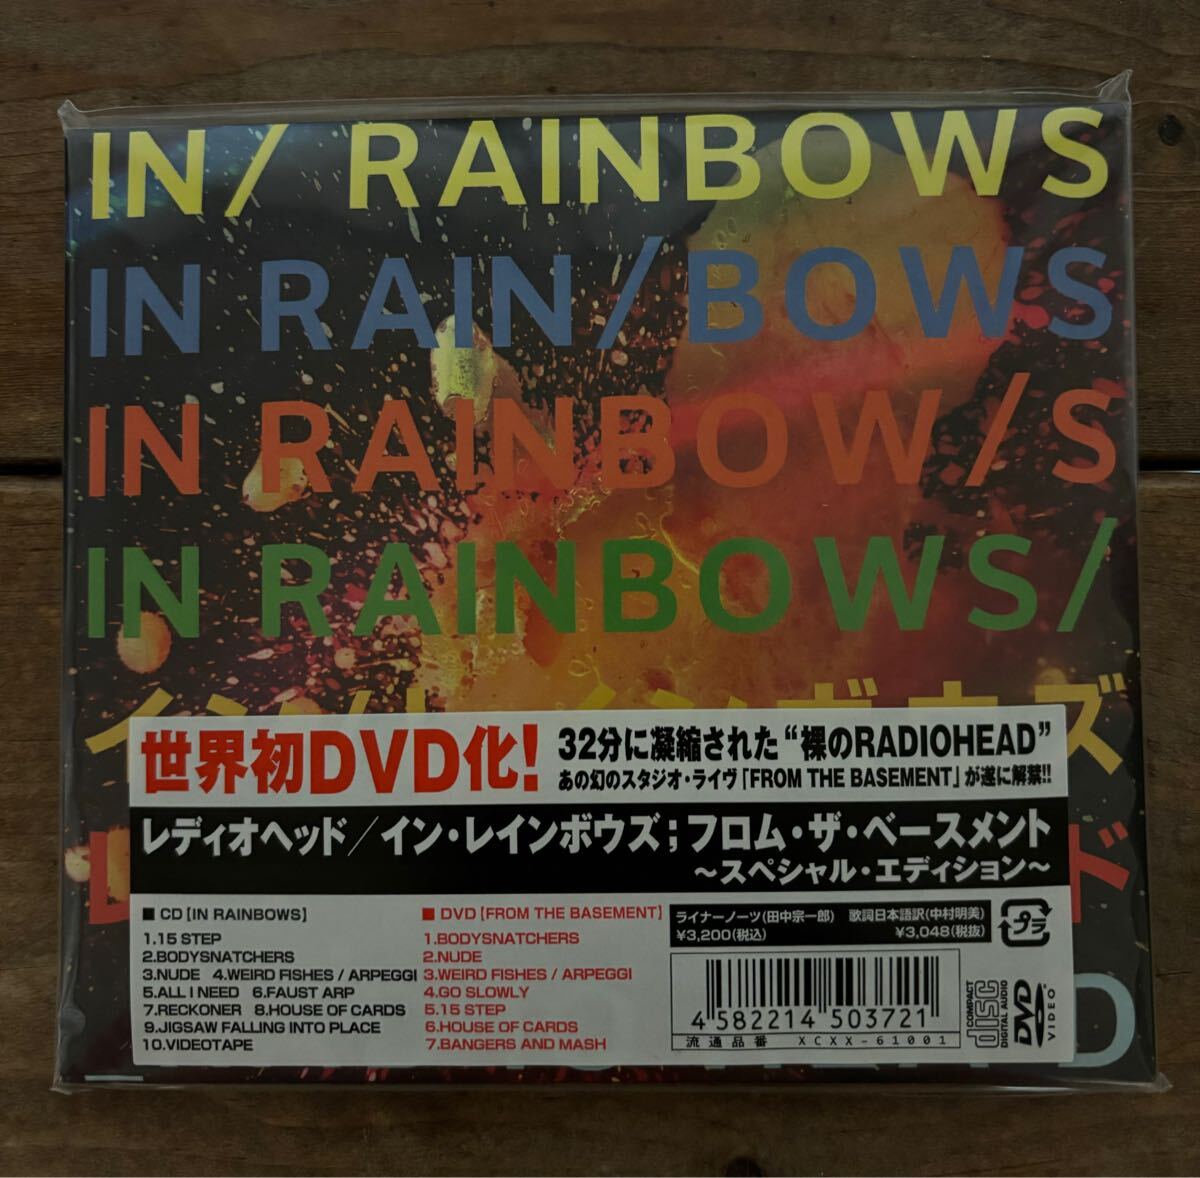 IN/ RAINBOWS
IN RAIN/BOWS
IN RAINBOW/S
IN RAINBOWS/
世界初DVD化!
32分に凝縮された“裸のRADIOHEAD”
あの幻のスタジオ・ライヴ「FROM THE BASEMENT」が遂に解禁!!
レディオヘッド/イン・レインボウズ;フロム・ザ・ベースメント
~スペシャル・エディション~
■ CD [IN RAINBOWS]
1.15 STEP
2.BODYSNATCHERS
3.NUDE 4.WEIRD FISHES / ARPEGGI
5.ALL I NEED 6.FAUST ARP
7.RECKONER 8.HOUSE OF CARDS
9.JIGSAW FALLING INTO PLACE
10.VIDEOTAPE
■ DVD [FROM THE BASEMENT]
1.BODYSNATCHERS
2.NUDE
3.WEIRD FISHES / ARPEGGI
4.GO SLOWLY
5.15 STEP
6.HOUSE OF CARDS
7.BANGERS AND MASH
ライナーノーツ(田中宗一郎) 歌詞日本語訳(中村明美)
¥3,200(税込) ¥3,048(税抜)
プラ
4 582214 503721
流通品番 XCXX-61001
COMPACT
disc
DIGITAL AUDIO
DVD
VIDEO
D